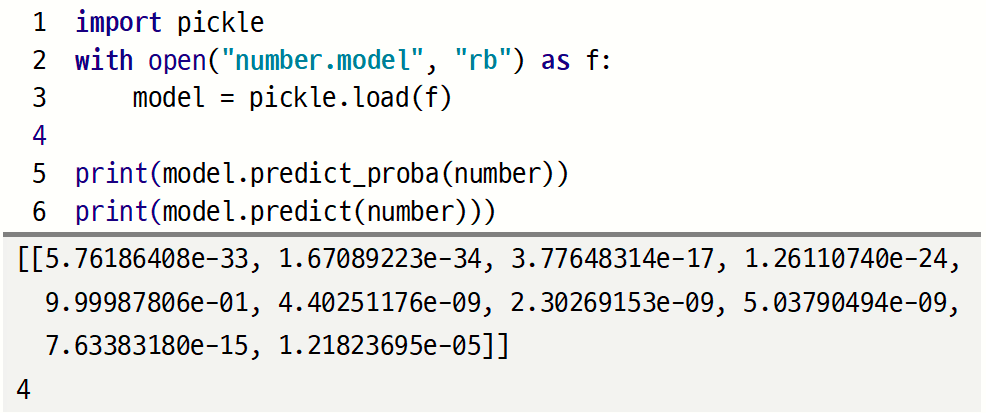 1 import pickle
2 with open("number.model", "rb") as f:
3     model = pickle.load(f)
4
5 print(model.predict_proba(number))
6 print(model.predict(number)))
[[5.76186408e-33, 1.67089223e-34, 3.77648314e-17, 1.26110740e-24,
  9.99987806e-01, 4.40251176e-09, 2.30269153e-09, 5.03790494e-09,
  7.63383180e-15, 1.21823695e-05]]
4